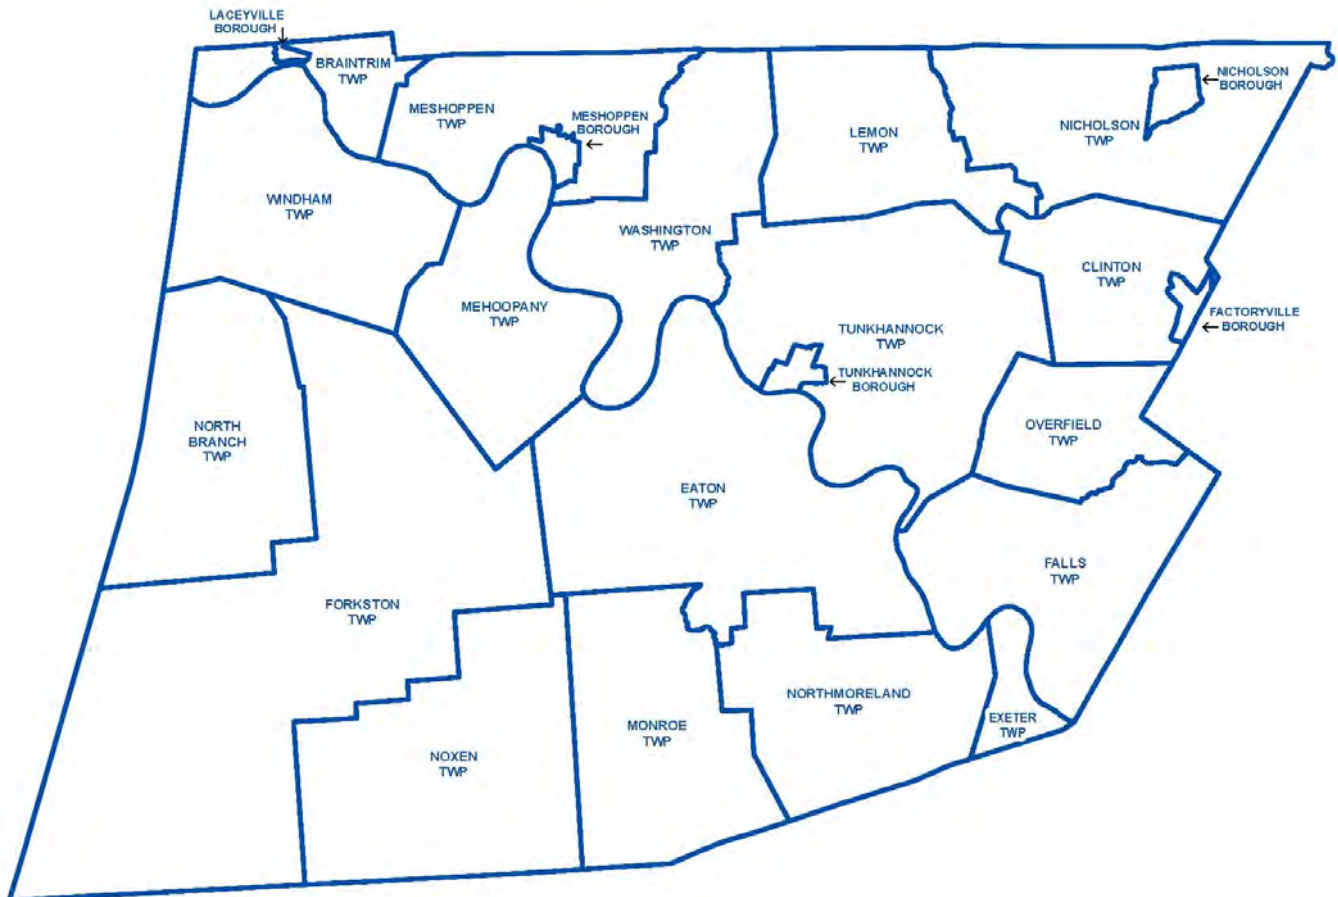 LACEYVILLE
BOROUGH
BRAINTRIM
TWP
MESHOPPEN
TWP
MESHOPPEN
BOROUGH
LEMON
TWP
NICHOLSON
TWP
NICHOLSON
BOROUGH
WINDHAM
TWP
WASHINGTON
TWP
CLINTON
TWP
MEHOOPANY
TWP
TUNKHANNOCK
TWP
FACTORYVILLE
BOROUGH
TUNKHANNOCK
BOROUGH
NORTH
BRANCH
TWP
OVERFIELD
TWP
EATON
TWP
FALLS
TWP
FORKSTON
TWP
NORTHMORELAND
TWP
EXETER
TWP
MONROE
TWP
NOXEN
TWP